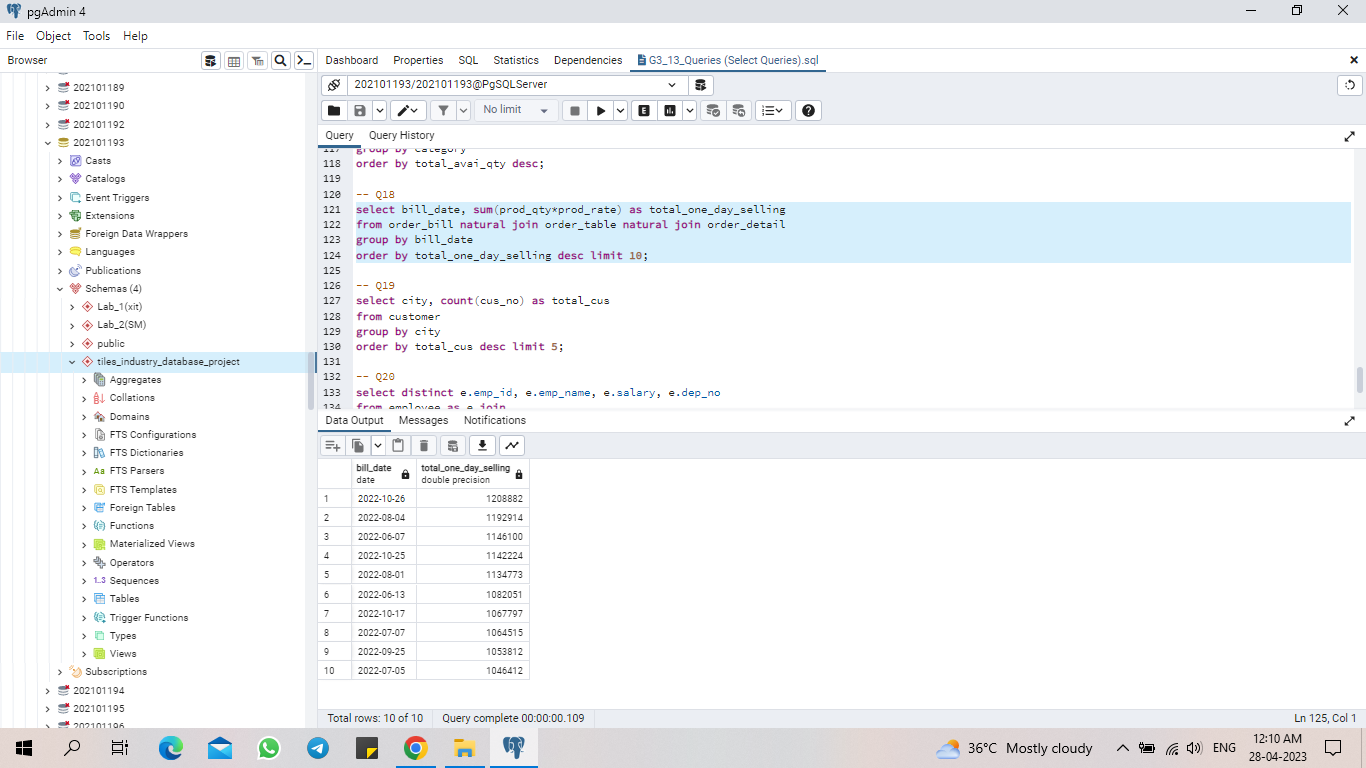 pgAdmin 4
File Object Tools Help
Browser
Dashboard Properties SQL Statistics Dependencies G3_13_Queries (Select Queries).sql
202101193/202101193@PgSQLServer
No limit
Query Query History
202101189
202101190
202101192
202101193
Casts
Catalogs
Event Triggers
Extensions
Foreign Data Wrappers
Languages
Publications
Schemas (4)
Lab_1(xit)
Lab_2(SM)
public
tiles_industry_database_project
Aggregates
Collations
Domains
FTS Configurations
FTS Dictionaries
FTS Parsers
FTS Templates
Foreign Tables
Functions
Materialized Views
Operators
1..3 Sequences
Tables
Trigger Functions
Types
Views
Subscriptions
202101194
202101195
202101196
117 group by category
118 order by total_avai_qty desc;
119
120 -- Q18
121 select bill_date, sum(prod_qty*prod_rate) as total_one_day_selling
122 from order_bill natural join order_table natural join order_detail
123 group by bill_date
124 order by total_one_day_selling desc limit 10;
125
126 -- Q19
127 select city, count(cus_no) as total_cus
128 from customer
129 group by city
130 order by total_cus desc limit 5;
131
132 -- Q20
133 select distinct e.emp_id, e.emp_name, e.salary, e.dep_no
134 from employee as e join
Data Output Messages Notifications
bill_date total_one_day_selling
date double precision
1 2022-10-26 1208882
2 2022-08-04 1192914
3 2022-06-07 1146100
4 2022-10-25 1142224
5 2022-08-01 1134773
6 2022-06-13 1082051
7 2022-10-17 1067797
8 2022-07-07 1064515
9 2022-09-25 1053812
10 2022-07-05 1046412
Total rows: 10 of 10 Query complete 00:00:00.109 Ln 125, Col 1
36°C Mostly cloudy ENG 12:10 AM
28-04-2023